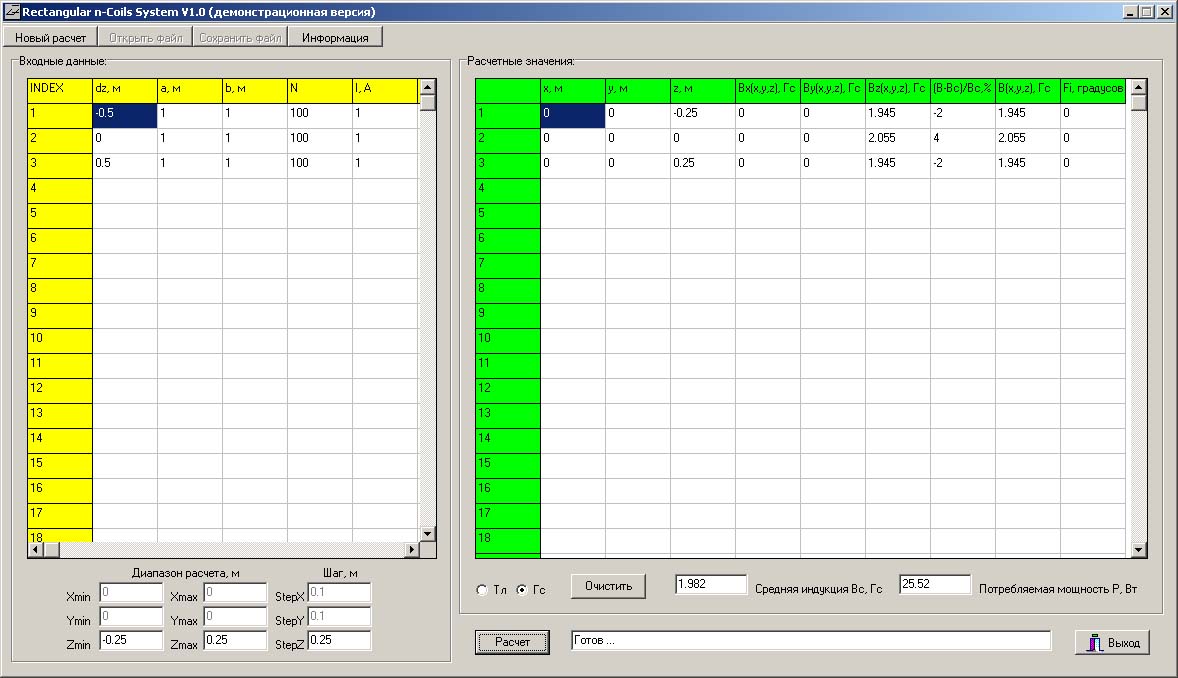 Rectangular n-Coils System V1.0 (демонстрационная версия)
Новый расчет Открыть файл Сохранить файл Информация
Входные данные:
INDEX dz, м a, м b, м N I, A
1 -0.5 1 1 100 1
2 0 1 1 100 1
3 0.5 1 1 100 1
4
5
6
7
8
9
10
11
12
13
14
15
16
17
18
Диапазон расчета, м Шаг, м
Xmin 0 Xmax 0 StepX 0.1
Ymin 0 Ymax 0 StepY 0.1
Zmin -0.25 Zmax 0.25 StepZ 0.25
Расчетные значения:
x, м y, м z, м Bx(x,y,z), Гс By(x,y,z), Гс Bz(x,y,z), Гс (B-Bc)/Bc,% B(x,y,z), Гс Fi, градусов
1 0 0 -0.25 0 0 1.945 -2 1.945 0
2 0 0 0 0 0 2.055 4 2.055 0
3 0 0 0.25 0 0 1.945 -2 1.945 0
4
5
6
7
8
9
10
11
12
13
14
15
16
17
18
Тл Гс Очистить 1.982 Средняя индукция Bc, Гс 25.52 Потребляемая мощность P, Вт
Расчет Готов ... Выход